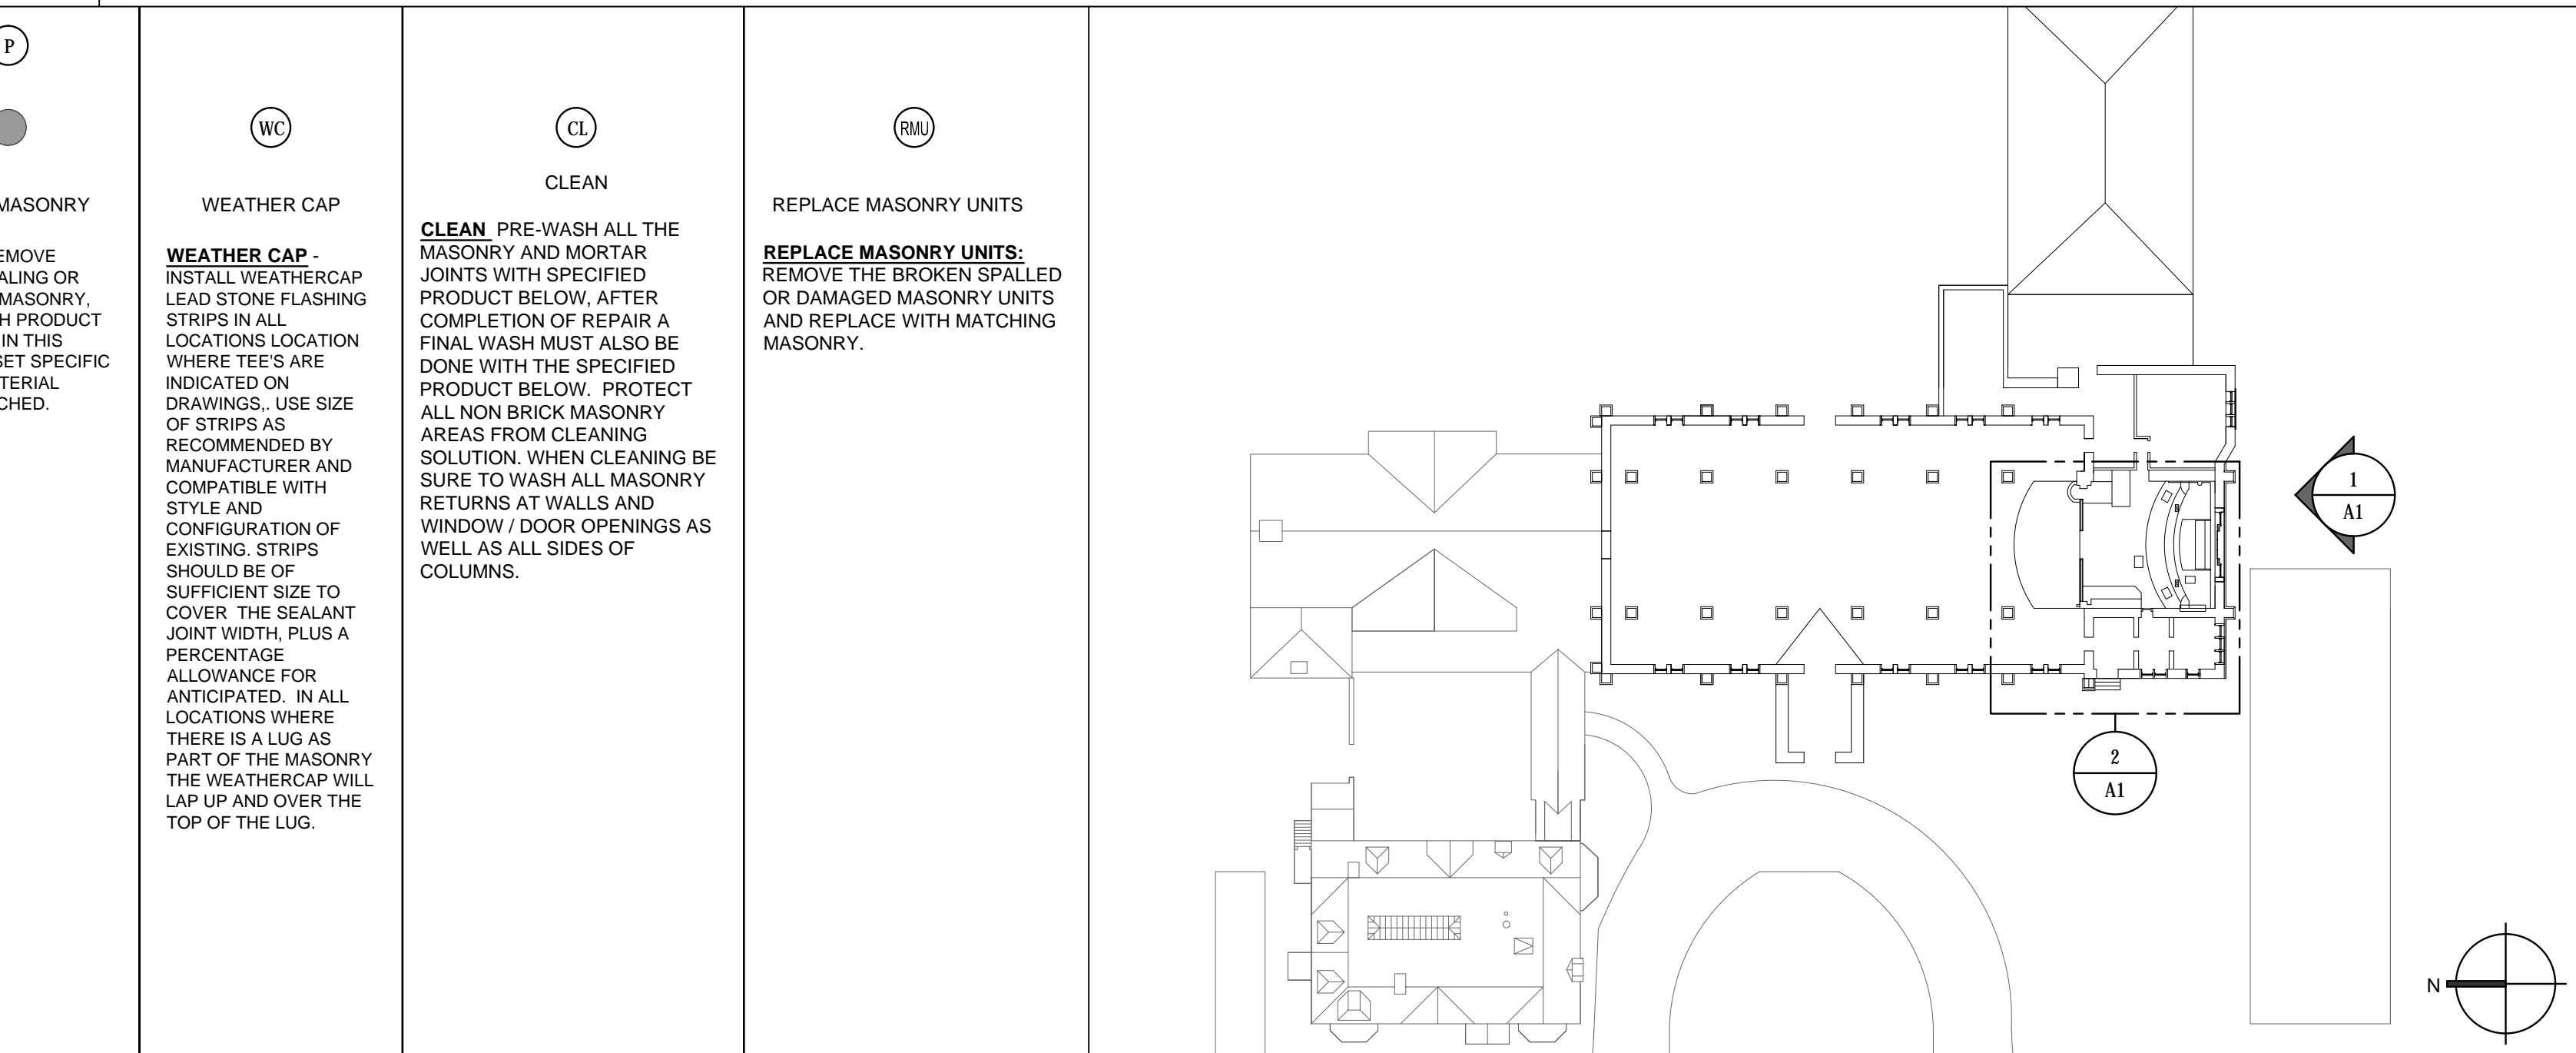 P
MASONRY
EMOVE
ALING OR
MASONRY,
H PRODUCT
IN THIS
SET SPECIFIC
TERIAL
CHED.
WC
WEATHER CAP
WEATHER CAP -
INSTALL WEATHERCAP
LEAD STONE FLASHING
STRIPS IN ALL
LOCATIONS LOCATION
WHERE TEE'S ARE
INDICATED ON
DRAWINGS,. USE SIZE
OF STRIPS AS
RECOMMENDED BY
MANUFACTURER AND
COMPATIBLE WITH
STYLE AND
CONFIGURATION OF
EXISTING. STRIPS
SHOULD BE OF
SUFFICIENT SIZE TO
COVER THE SEALANT
JOINT WIDTH, PLUS A
PERCENTAGE
ALLOWANCE FOR
ANTICIPATED. IN ALL
LOCATIONS WHERE
THERE IS A LUG AS
PART OF THE MASONRY
THE WEATHERCAP WILL
LAP UP AND OVER THE
TOP OF THE LUG.
CL
CLEAN
CLEAN PRE-WASH ALL THE
MASONRY AND MORTAR
JOINTS WITH SPECIFIED
PRODUCT BELOW, AFTER
COMPLETION OF REPAIR A
FINAL WASH MUST ALSO BE
DONE WITH THE SPECIFIED
PRODUCT BELOW. PROTECT
ALL NON BRICK MASONRY
AREAS FROM CLEANING
SOLUTION. WHEN CLEANING BE
SURE TO WASH ALL MASONRY
RETURNS AT WALLS AND
WINDOW / DOOR OPENINGS AS
WELL AS ALL SIDES OF
COLUMNS.
RMU
REPLACE MASONRY UNITS
REPLACE MASONRY UNITS:
REMOVE THE BROKEN SPALLED
OR DAMAGED MASONRY UNITS
AND REPLACE WITH MATCHING
MASONRY.
1
A1
2
A1
N